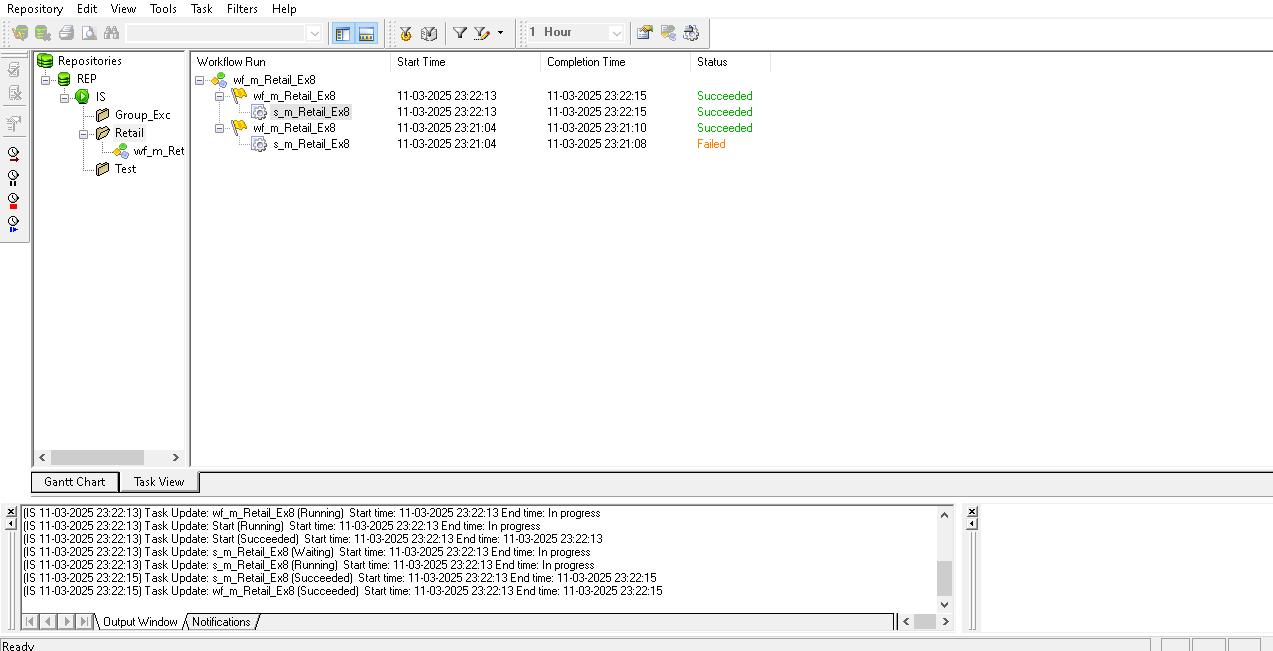 Repository Edit View Tools Task Filters Help
1 Hour
Repositories
REP
IS
Group_Exc
Retail
wf_m_Ret
Test
Workflow Run Start Time Completion Time Status
wf_m_Retail_Ex8
wf_m_Retail_Ex8 11-03-2025 23:22:13 11-03-2025 23:22:15 Succeeded
s_m_Retail_Ex8 11-03-2025 23:22:13 11-03-2025 23:22:15 Succeeded
wf_m_Retail_Ex8 11-03-2025 23:21:04 11-03-2025 23:21:10 Succeeded
s_m_Retail_Ex8 11-03-2025 23:21:04 11-03-2025 23:21:08 Failed
Gantt Chart Task View
(IS 11-03-2025 23:22:13) Task Update: wf_m_Retail_Ex8 (Running) Start time: 11-03-2025 23:22:13 End time: In progress
(IS 11-03-2025 23:22:13) Task Update: Start (Running) Start time: 11-03-2025 23:22:13 End time: In progress
(IS 11-03-2025 23:22:13) Task Update: Start (Succeeded) Start time: 11-03-2025 23:22:13 End time: 11-03-2025 23:22:13
(IS 11-03-2025 23:22:13) Task Update: s_m_Retail_Ex8 (Waiting) Start time: 11-03-2025 23:22:13 End time: In progress
(IS 11-03-2025 23:22:13) Task Update: s_m_Retail_Ex8 (Running) Start time: 11-03-2025 23:22:13 End time: In progress
(IS 11-03-2025 23:22:15) Task Update: s_m_Retail_Ex8 (Succeeded) Start time: 11-03-2025 23:22:13 End time: 11-03-2025 23:22:15
(IS 11-03-2025 23:22:15) Task Update: wf_m_Retail_Ex8 (Succeeded) Start time: 11-03-2025 23:22:13 End time: 11-03-2025 23:22:15
Output Window Notifications
Ready